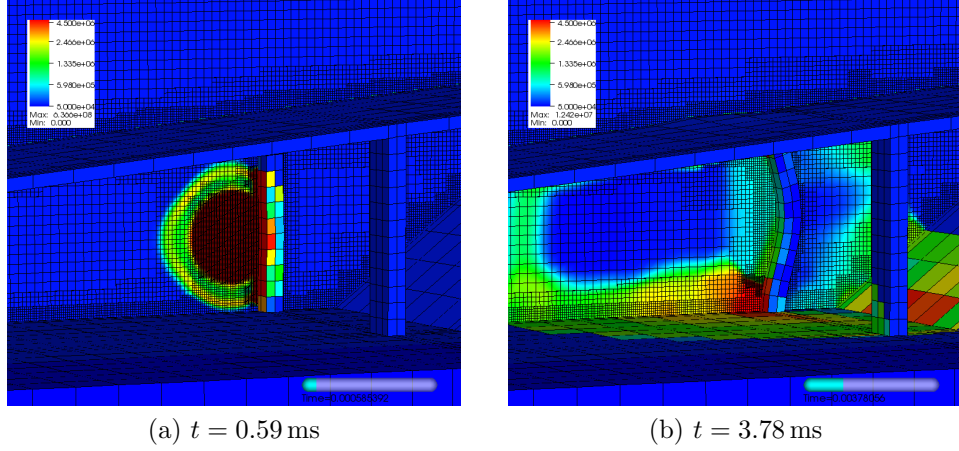 4.500e+06
2.466e+06
1.335e+06
5.980e+05
5.000e+04
Max: 6.366e+08
Min: 0.000
4.500e+06
2.466e+06
1.335e+06
5.980e+05
5.000e+04
Max: 1.242e+07
Min: 0.000
(a) t = 0.59 ms
(b) t = 3.78 ms